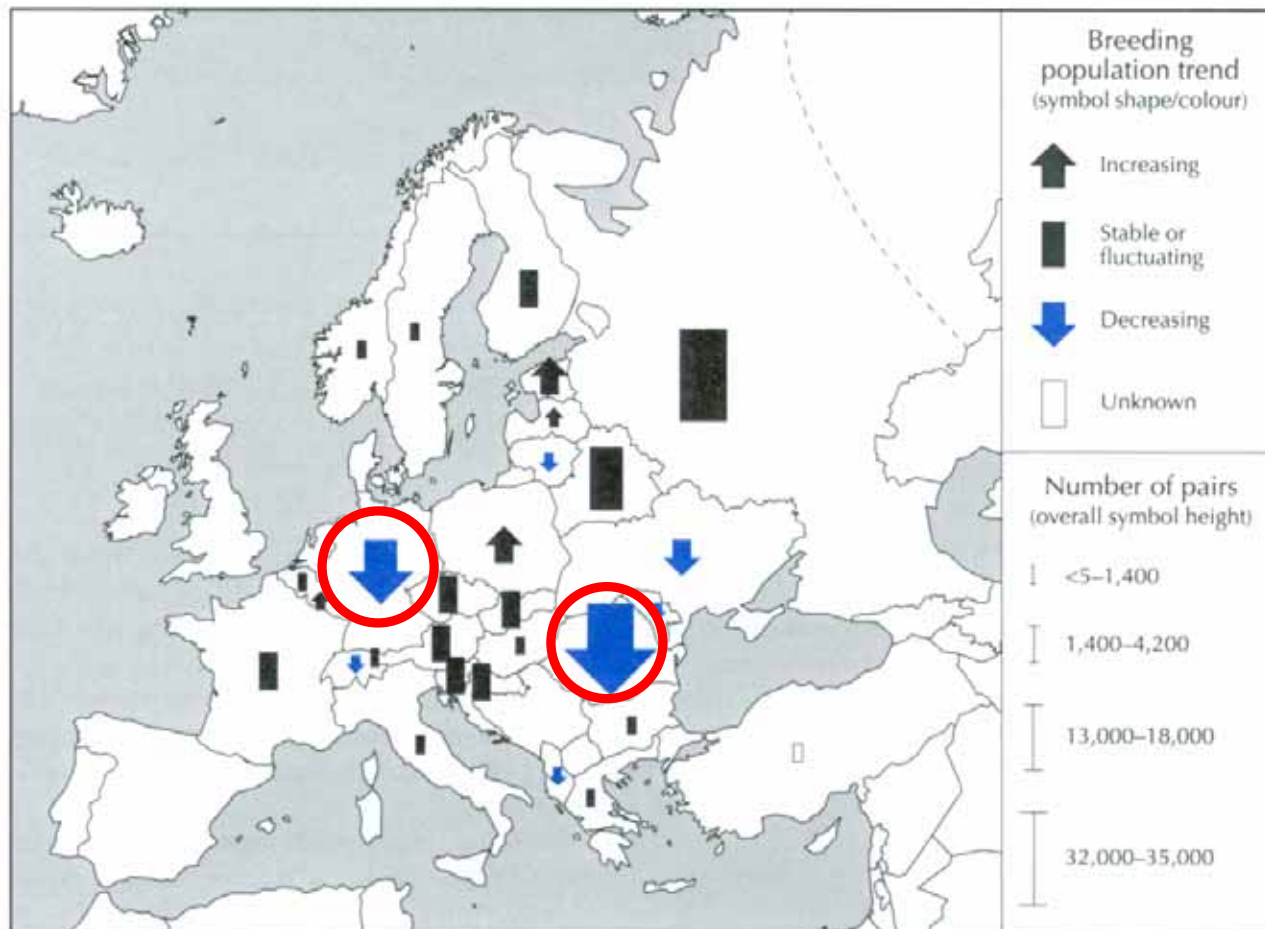 Breeding
population trend
(symbol shape/colour)
Increasing
Stable or
fluctuating
Decreasing
Unknown
Number of pairs
(overall symbol height)
<5–1,400
1,400–4,200
13,000–18,000
32,000–35,000